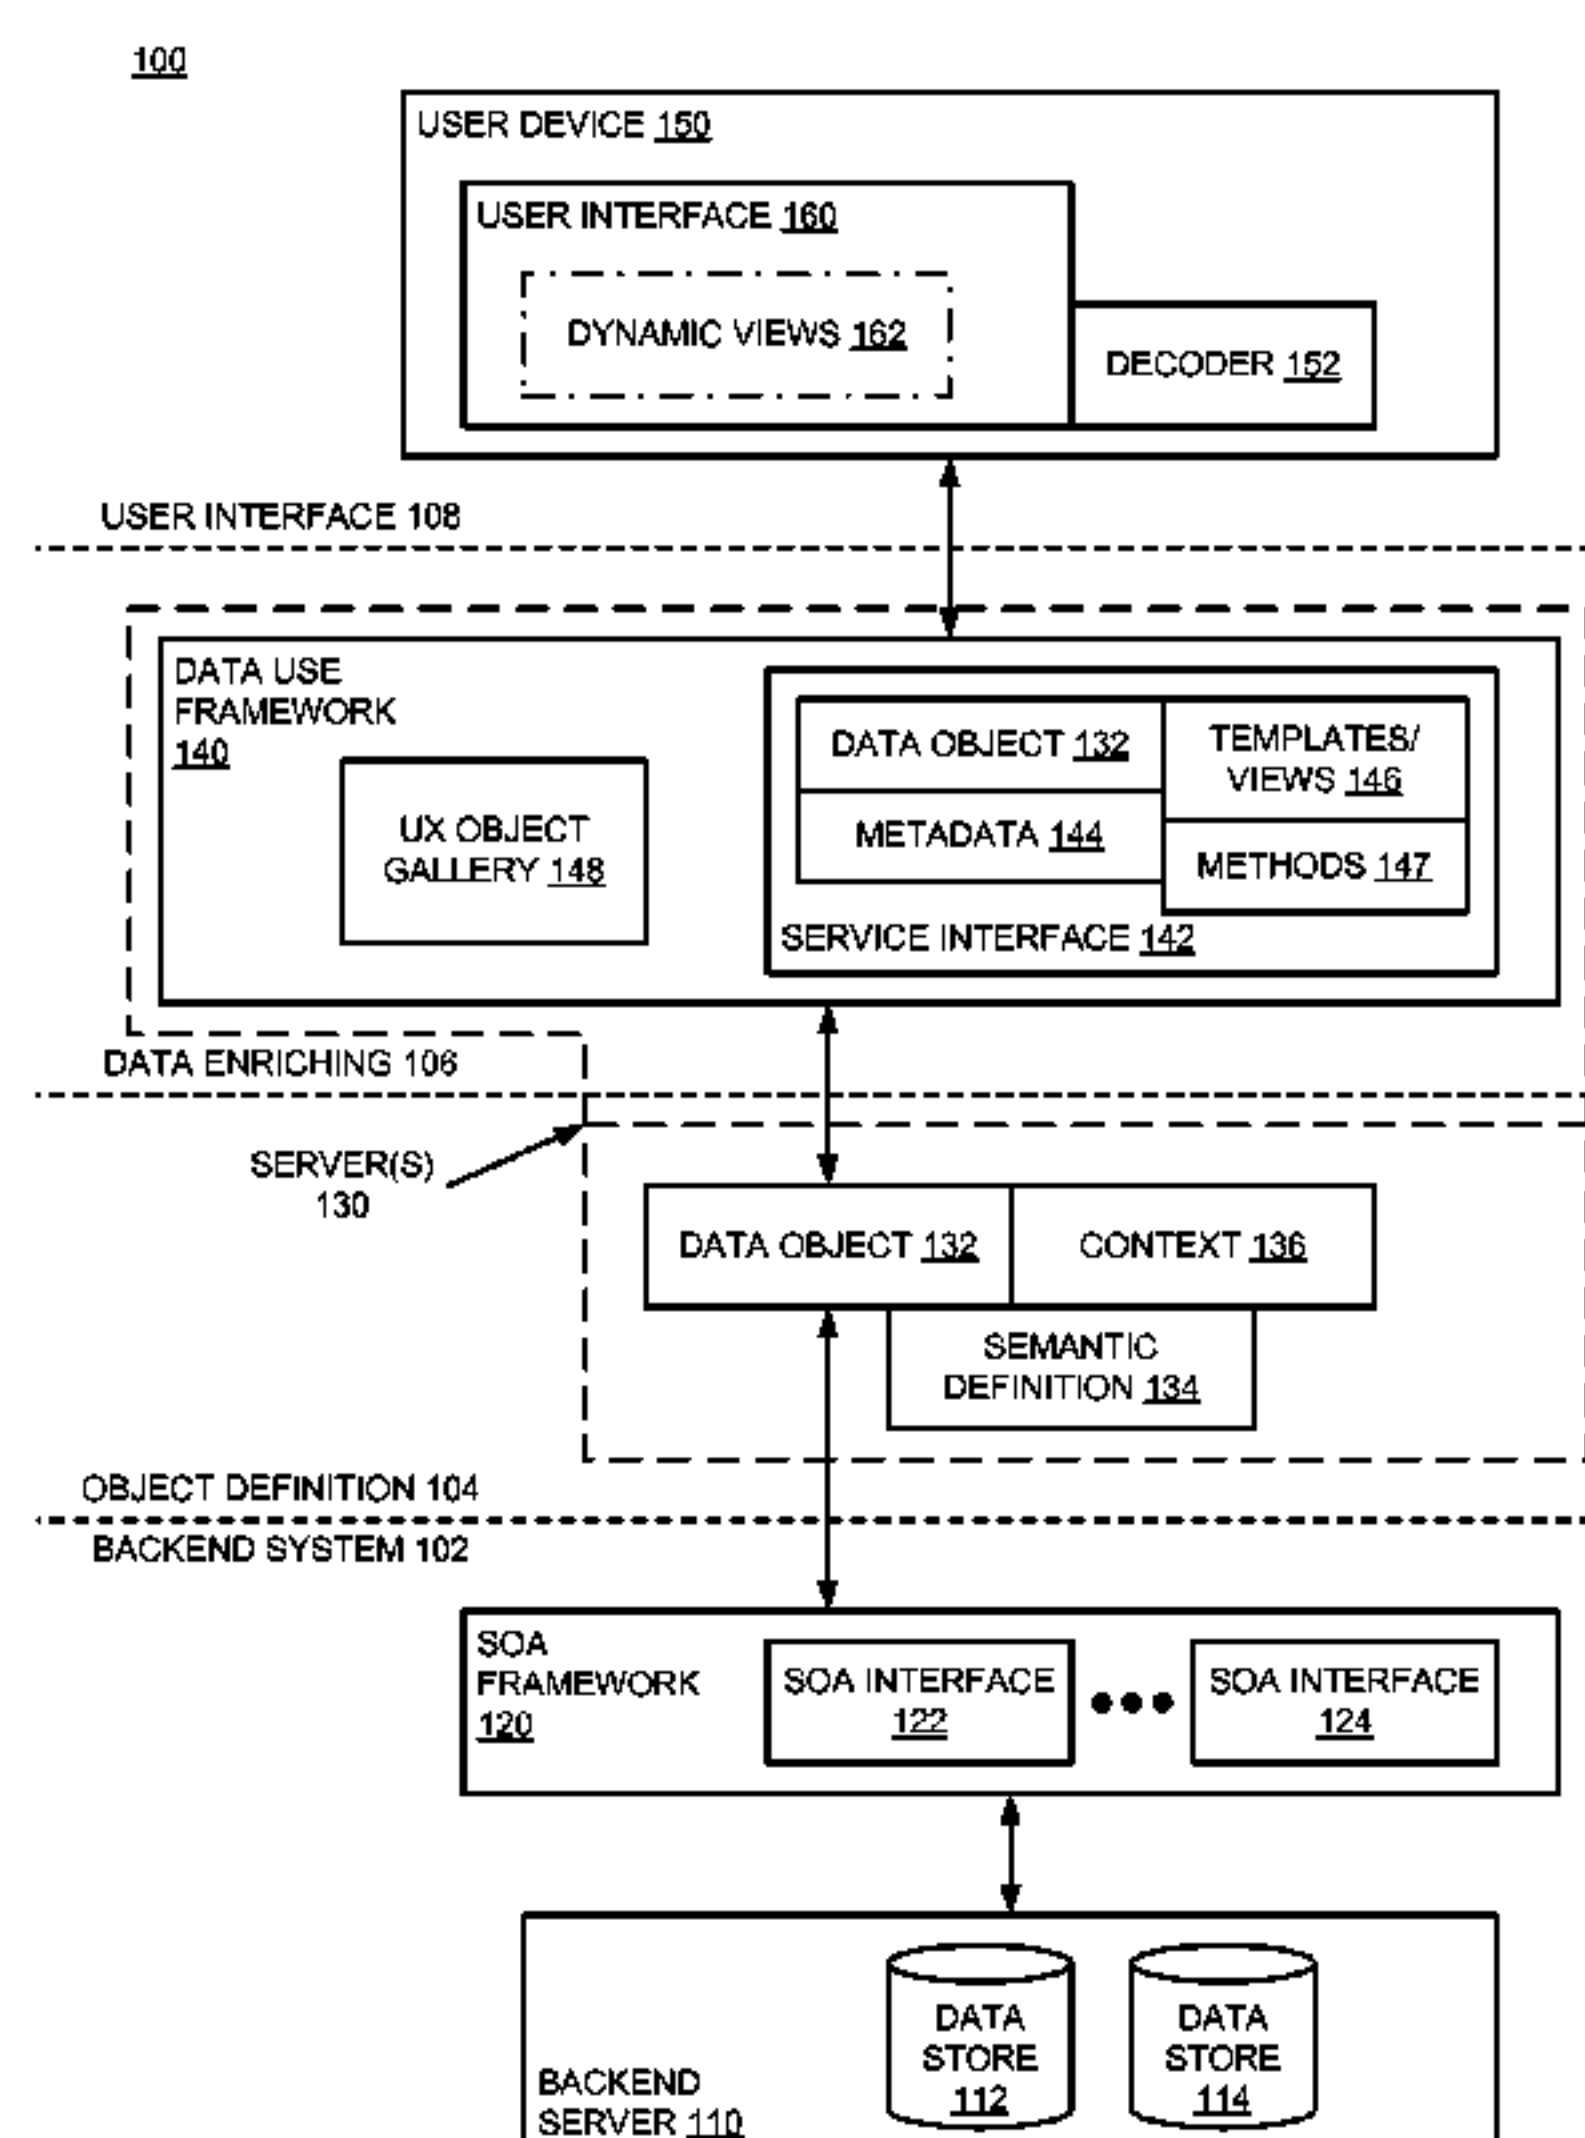 100
USER DEVICE 150
USER INTERFACE 160
DYNAMIC VIEWS 162
DECODER 152
USER INTERFACE 108
DATA USE
FRAMEWORK
140
UX OBJECT
GALLERY 148
DATA OBJECT 132
METADATA 144
TEMPLATES/
VIEWS 146
METHODS 147
SERVICE INTERFACE 142
DATA ENRICHING 106
SERVER(S)
130
DATA OBJECT 132
CONTEXT 136
SEMANTIC
DEFINITION 134
OBJECT DEFINITION 104
BACKEND SYSTEM 102
SOA
FRAMEWORK
120
SOA INTERFACE
122
SOA INTERFACE
124
DATA
STORE
112
DATA
STORE
114
BACKEND
SERVER 110